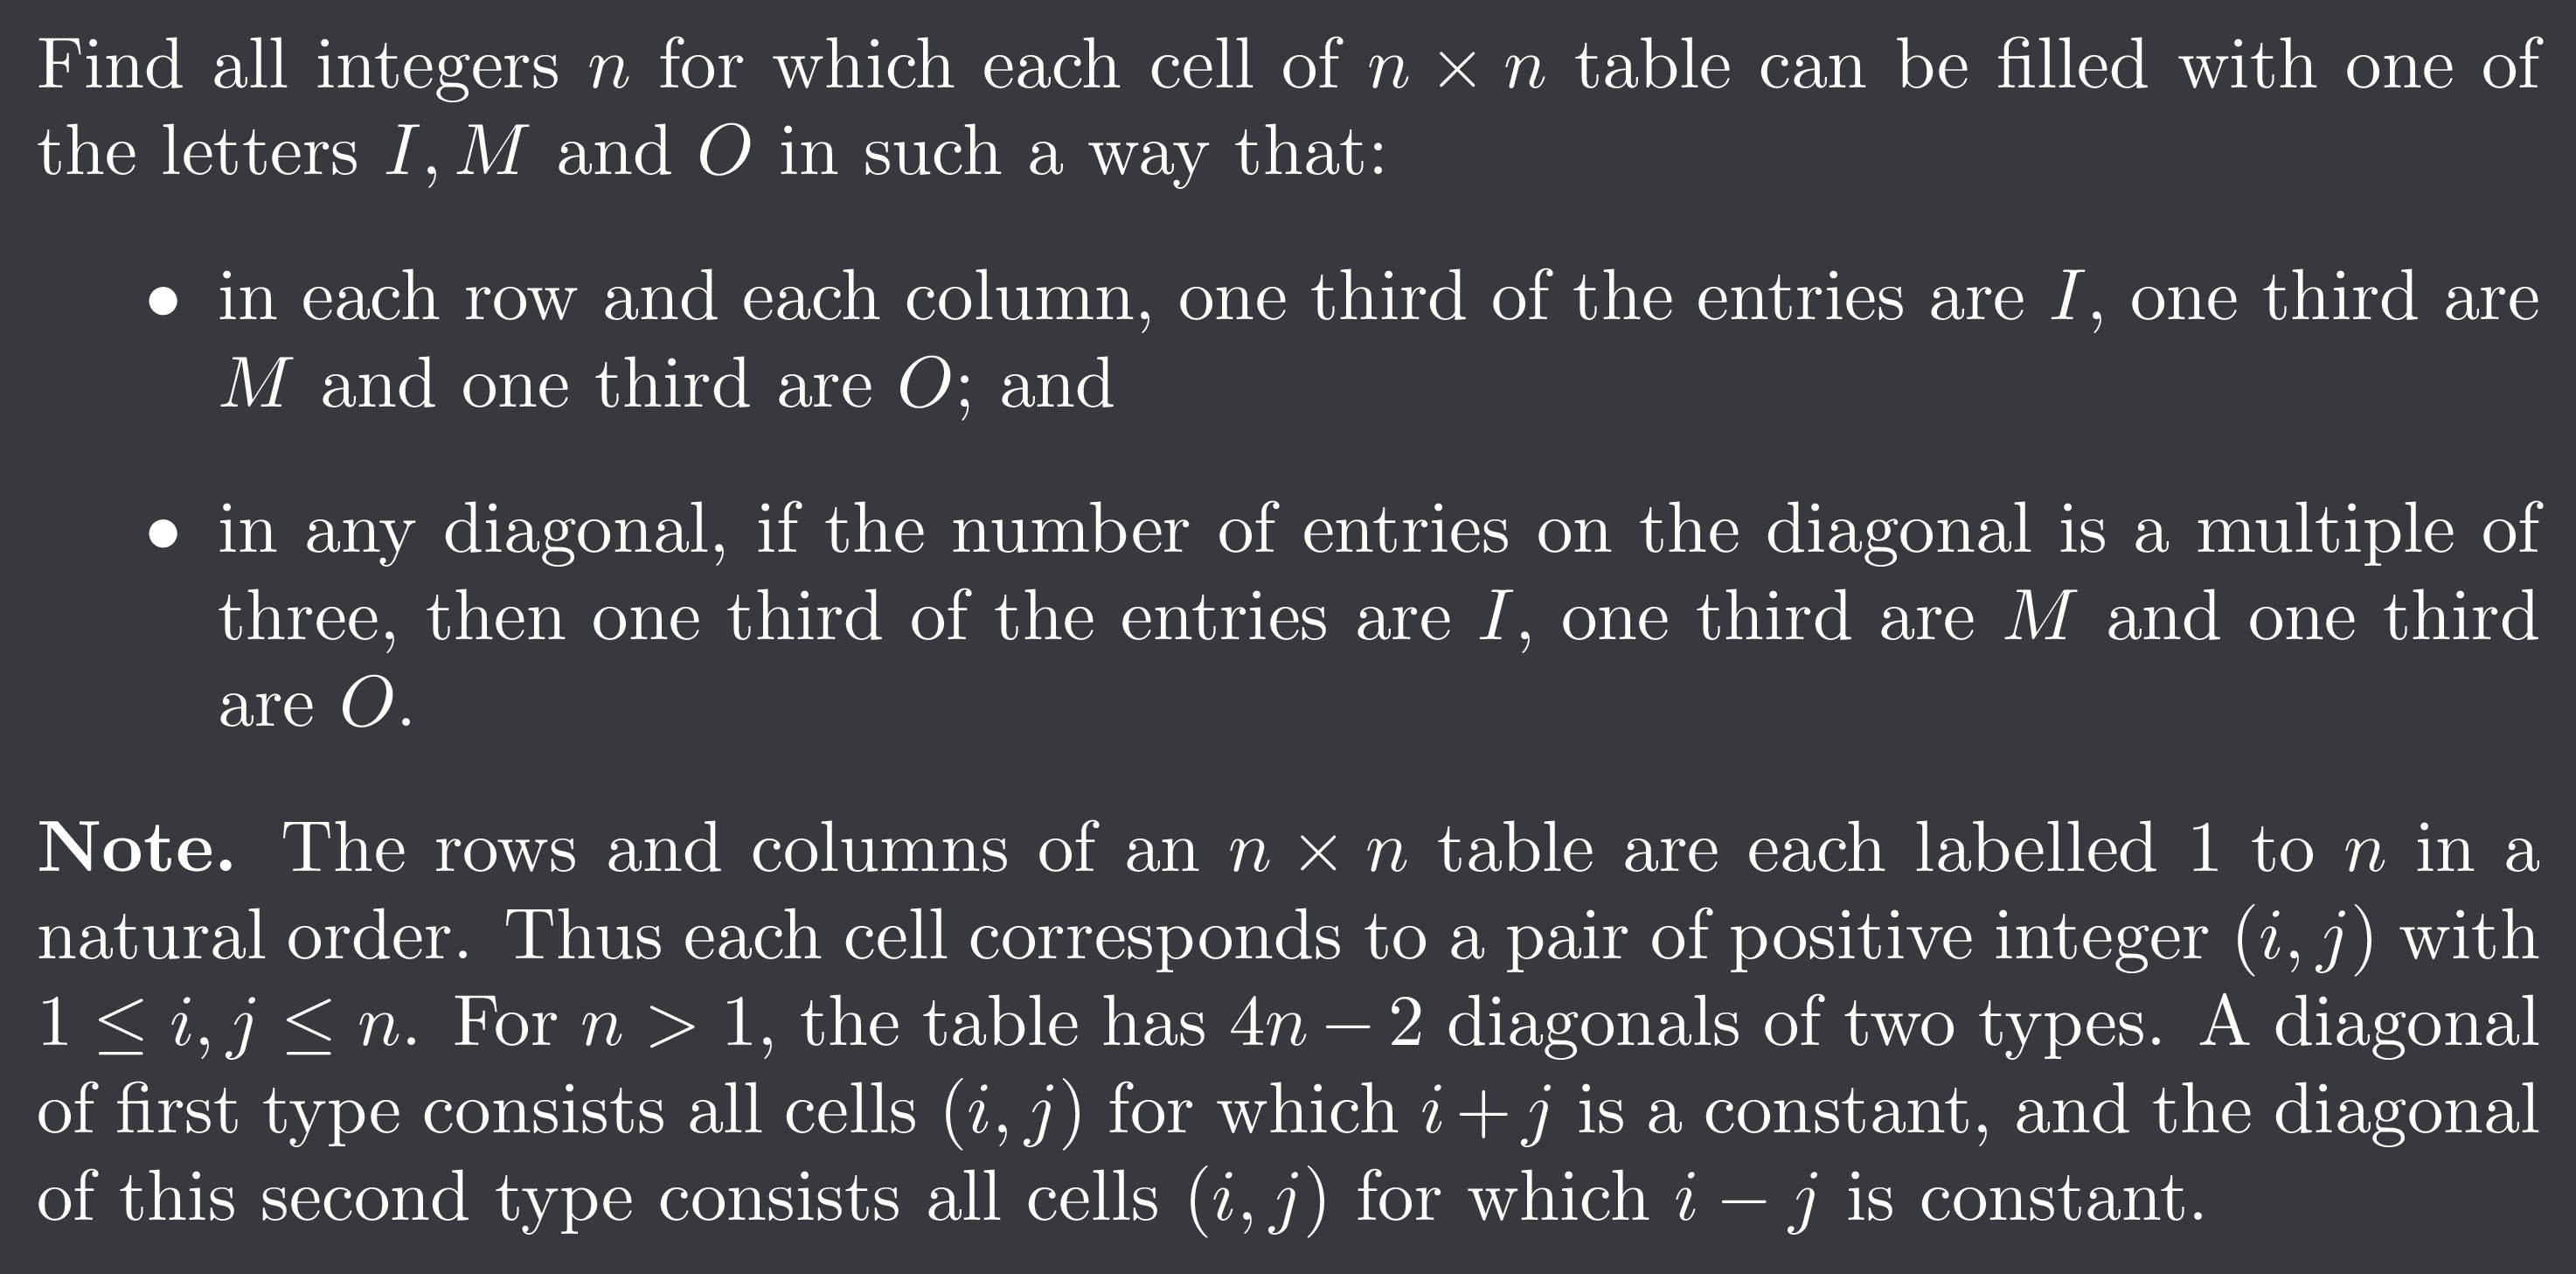 Find all integers n for which each cell of n × n table can be filled with one of
the letters I, M and O in such a way that:
• in each row and each column, one third of the entries are I, one third are
M and one third are O; and
• in any diagonal, if the number of entries on the diagonal is a multiple of
three, then one third of the entries are I, one third are M and one third
are O.
Note. The rows and columns of an n × n table are each labelled 1 to n in a
natural order. Thus each cell corresponds to a pair of positive integer (i, j) with
1 ≤ i, j ≤ n. For n > 1, the table has 4n − 2 diagonals of two types. A diagonal
of first type consists all cells (i, j) for which i + j is a constant, and the diagonal
of this second type consists all cells (i, j) for which i − j is constant.